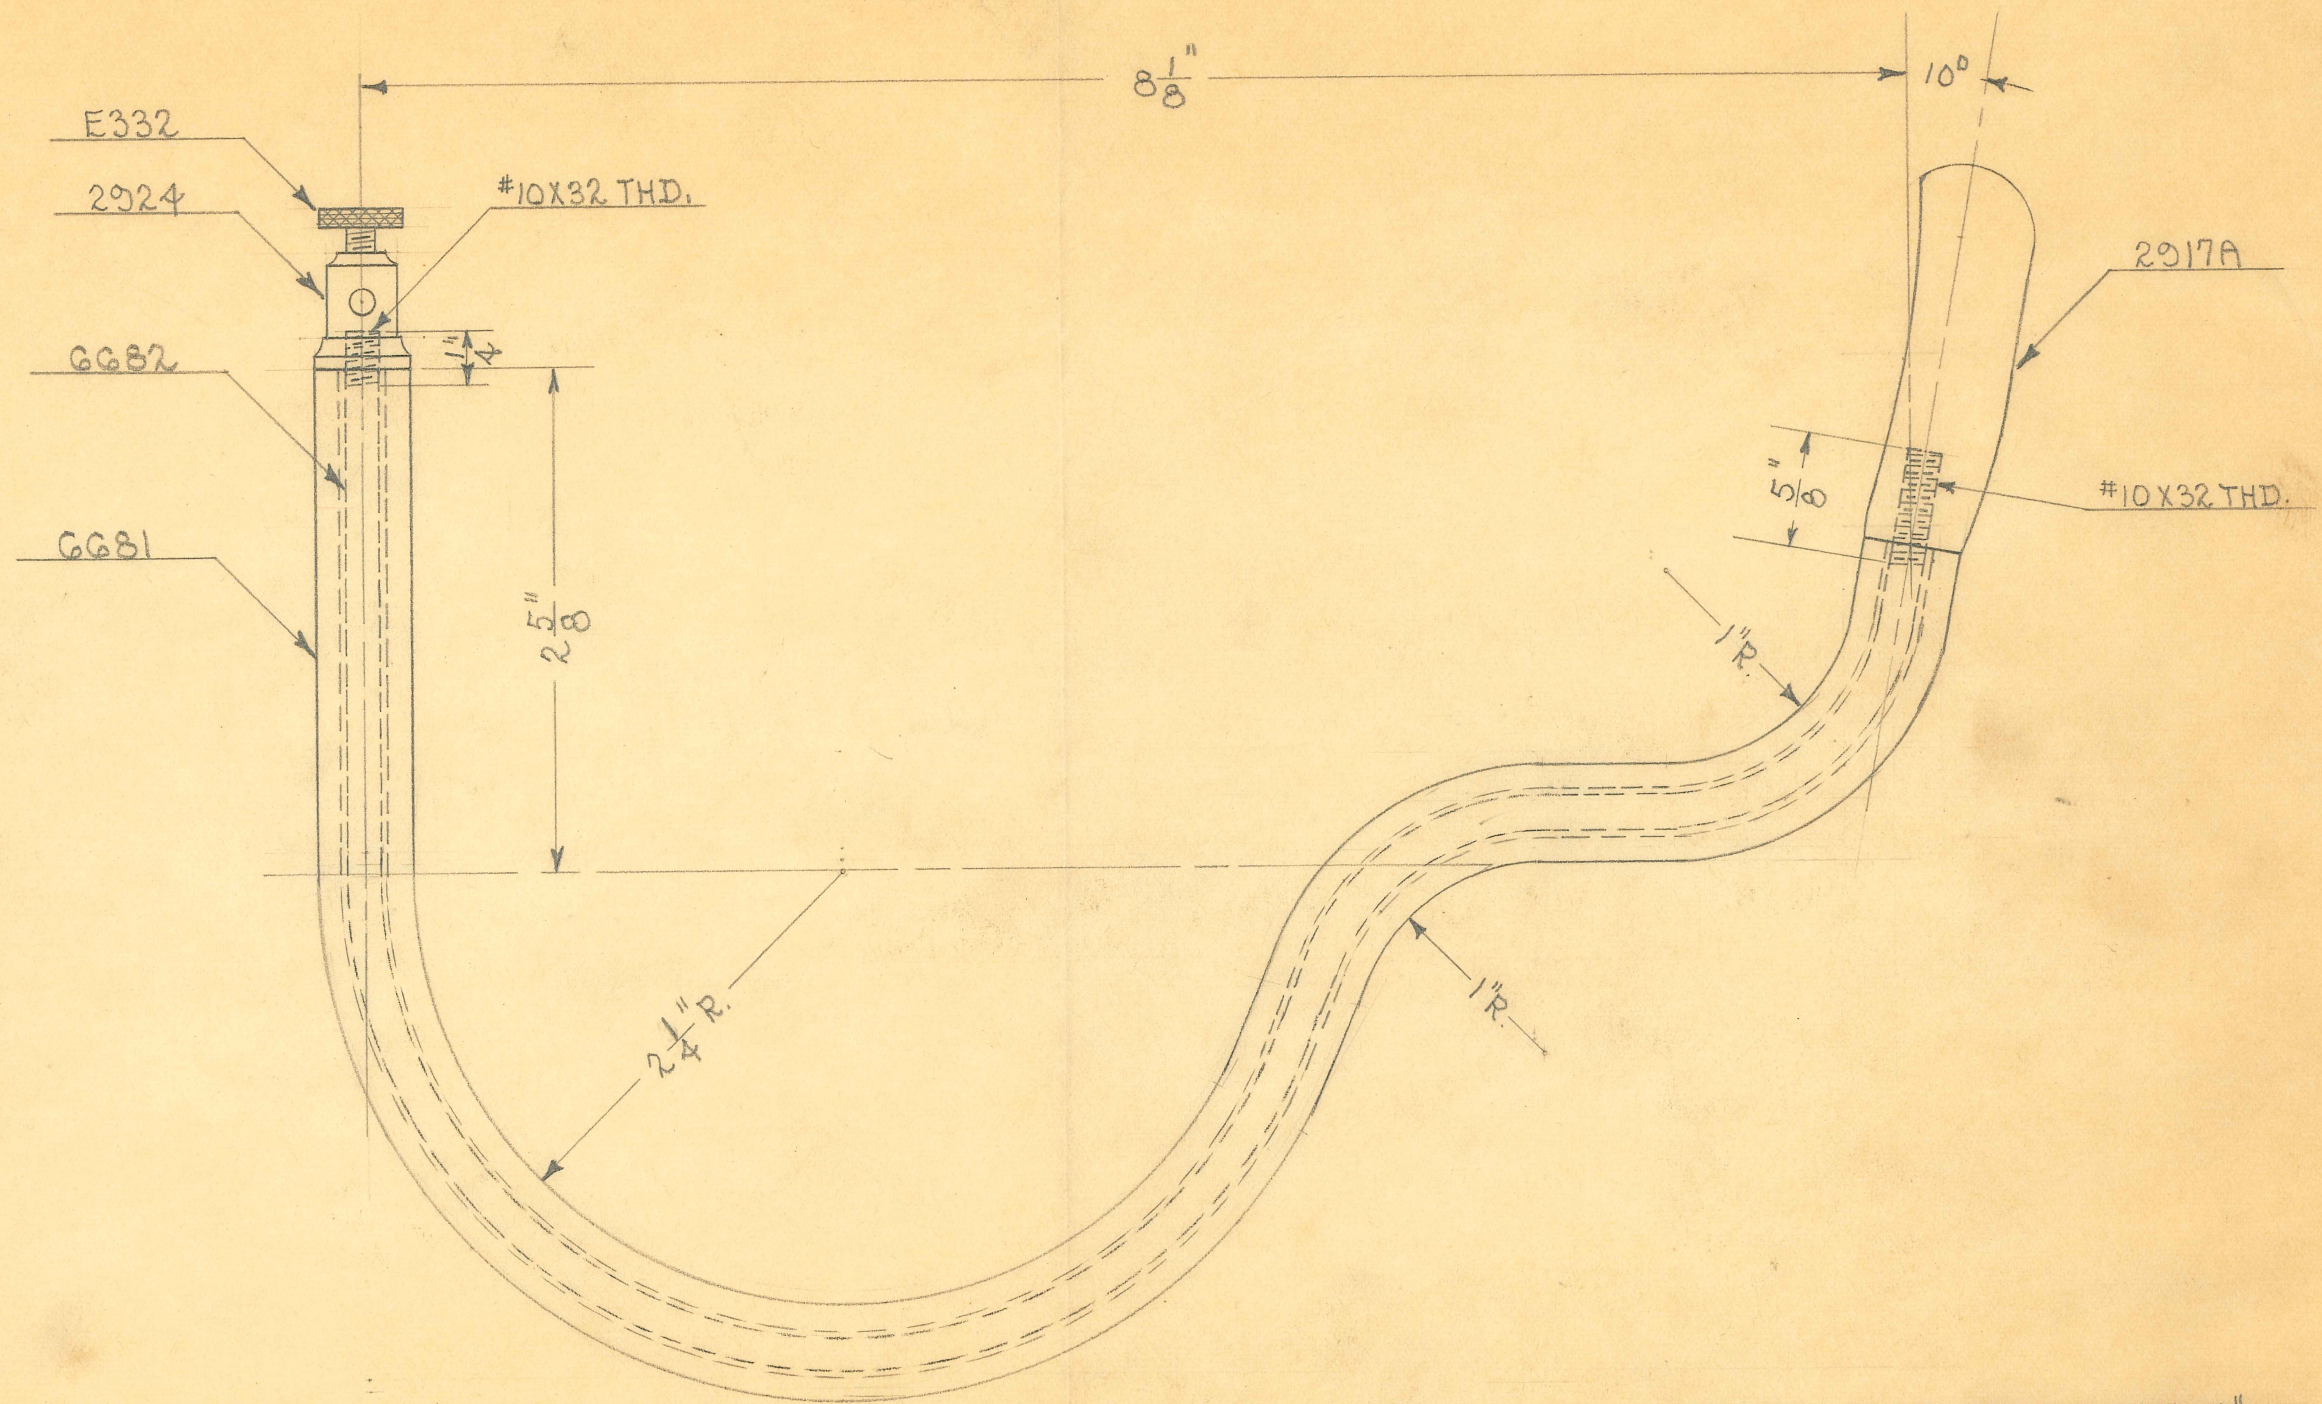 8 1/8"
10°
E332
2924
#10X32 THD.
2917A
6682
1/4"
5/8"
#10X32 THD.
6681
2 5/8"
1"R.
2 1/4" R.
1"R.
"